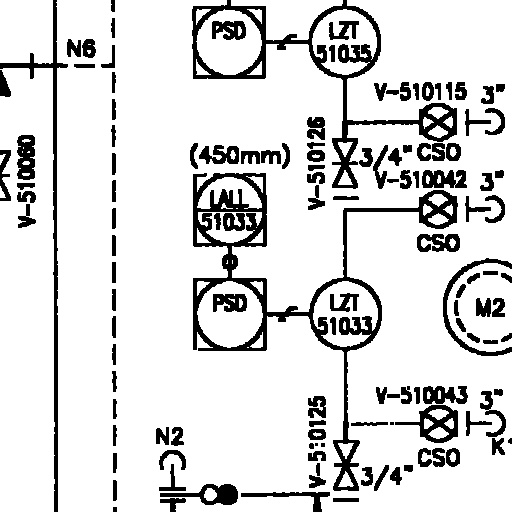 PSD
LZT
51035
N6
V-510115
3"
CSO
V-510126
3/4"
(450mm)
V-510060
V-510042
3"
CSO
LALL
51033
PSD
LZT
51033
M2
V-510043
3"
CSO
V-510125
3/4"
N2